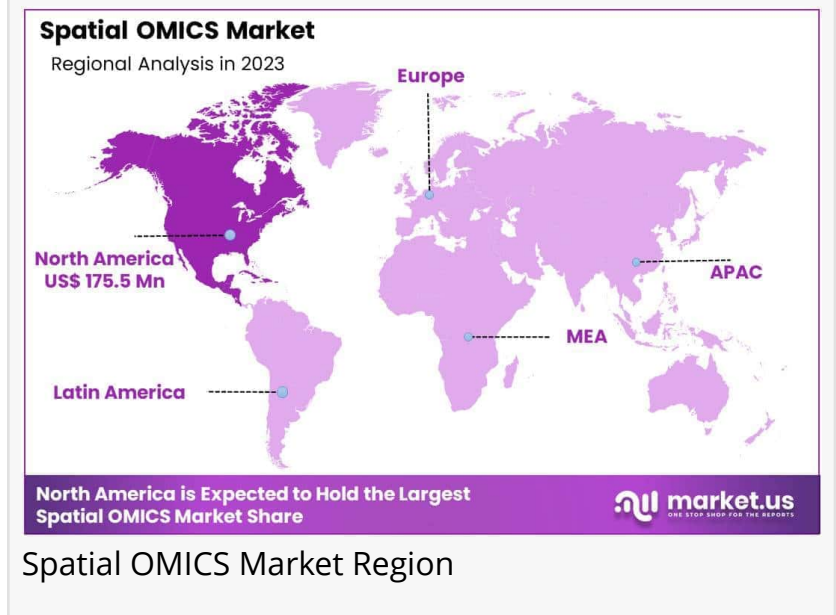 Spatial OMICS Market
Regional Analysis in 2023
Europe
North America
US$ 175.5 Mn
APAC
MEA
Latin America
North America is Expected to Hold the Largest
Spatial OMICS Market Share
market.us
ONE STOP SHOP FOR THE REPORTS
Spatial OMICS Market Region